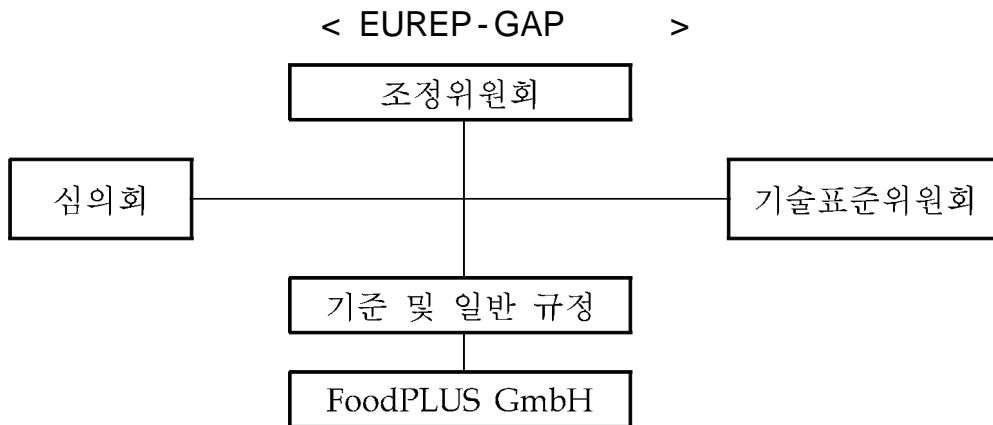 < EUREP-GAP >
조정위원회
심의회
기술표준위원회
기준 및 일반 규정
FoodPLUS GmbH